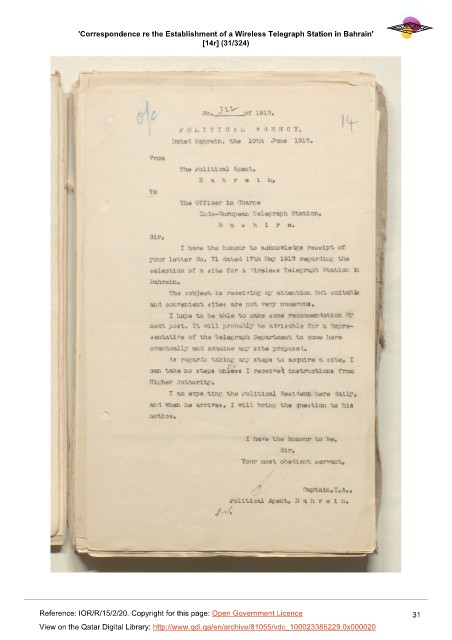 'Correspondence re the Establishment of a Wireless Telegraph Station in Bahrain'
[14r] (31/324)
o/c
14
No. 322 of 1913.
POLITICAL AGENCY.
Dated Bahrein, the 10th June 1913.
From
The Political Agent,
Bahrein,
To
The Officer in Charge
Indo-European Telegraph Station,
Bushire.
Sir,
I have the honour to acknowledge receipt of
your letter No. 71 dated 17th May 1913 regarding the
selection of a site for a Wireless Telegraph Station in
Bahrein.
The subject is receiving my attention but suitable
and convenient sites are not very numerous.
I hope to be able to make some recommendation by
next post. It will probably be advisable for a Repre-
sentative of the Telegraph Department to come here
eventually and examine any site proposed.
As regards taking any steps to acquire a site, I
can take no steps unless I receive instructions from
Higher Authority.
I am expecting the Political Resident here daily,
and when he arrives, I will bring the question to his
notice.
I have the honour to be,
Sir,
Your most obedient servant,
Captain,I.A.,
Political Agent, Bahrein.
Reference: IOR/R/15/2/20. Copyright for this page: Open Government Licence
View on the Qatar Digital Library: http://www.qdl.qa/en/archive/81055/vdc_100023385229.0x000020
31